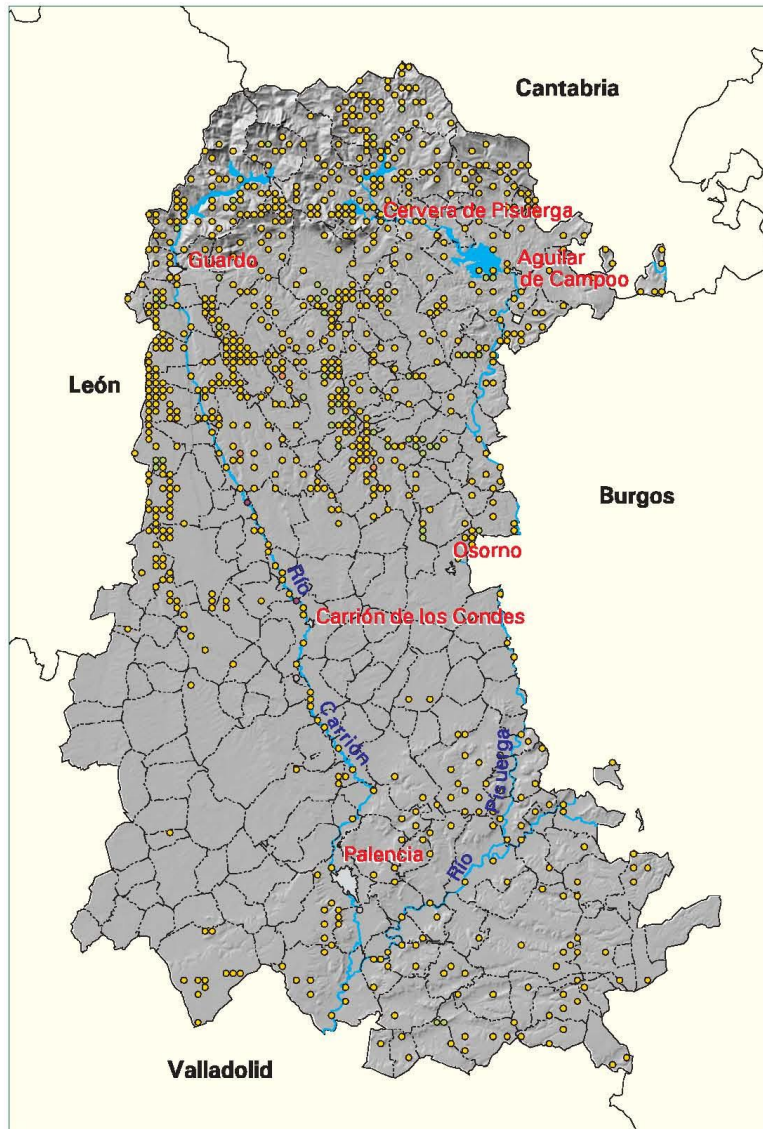 Cantabria
Cervera de Pisuerga
Guardo
Aguilar
de Campoo
León
Burgos
Osorno
Río
Carrión de los Condes
Carrión
Pisuerga
Palencia
Río
Valladolid